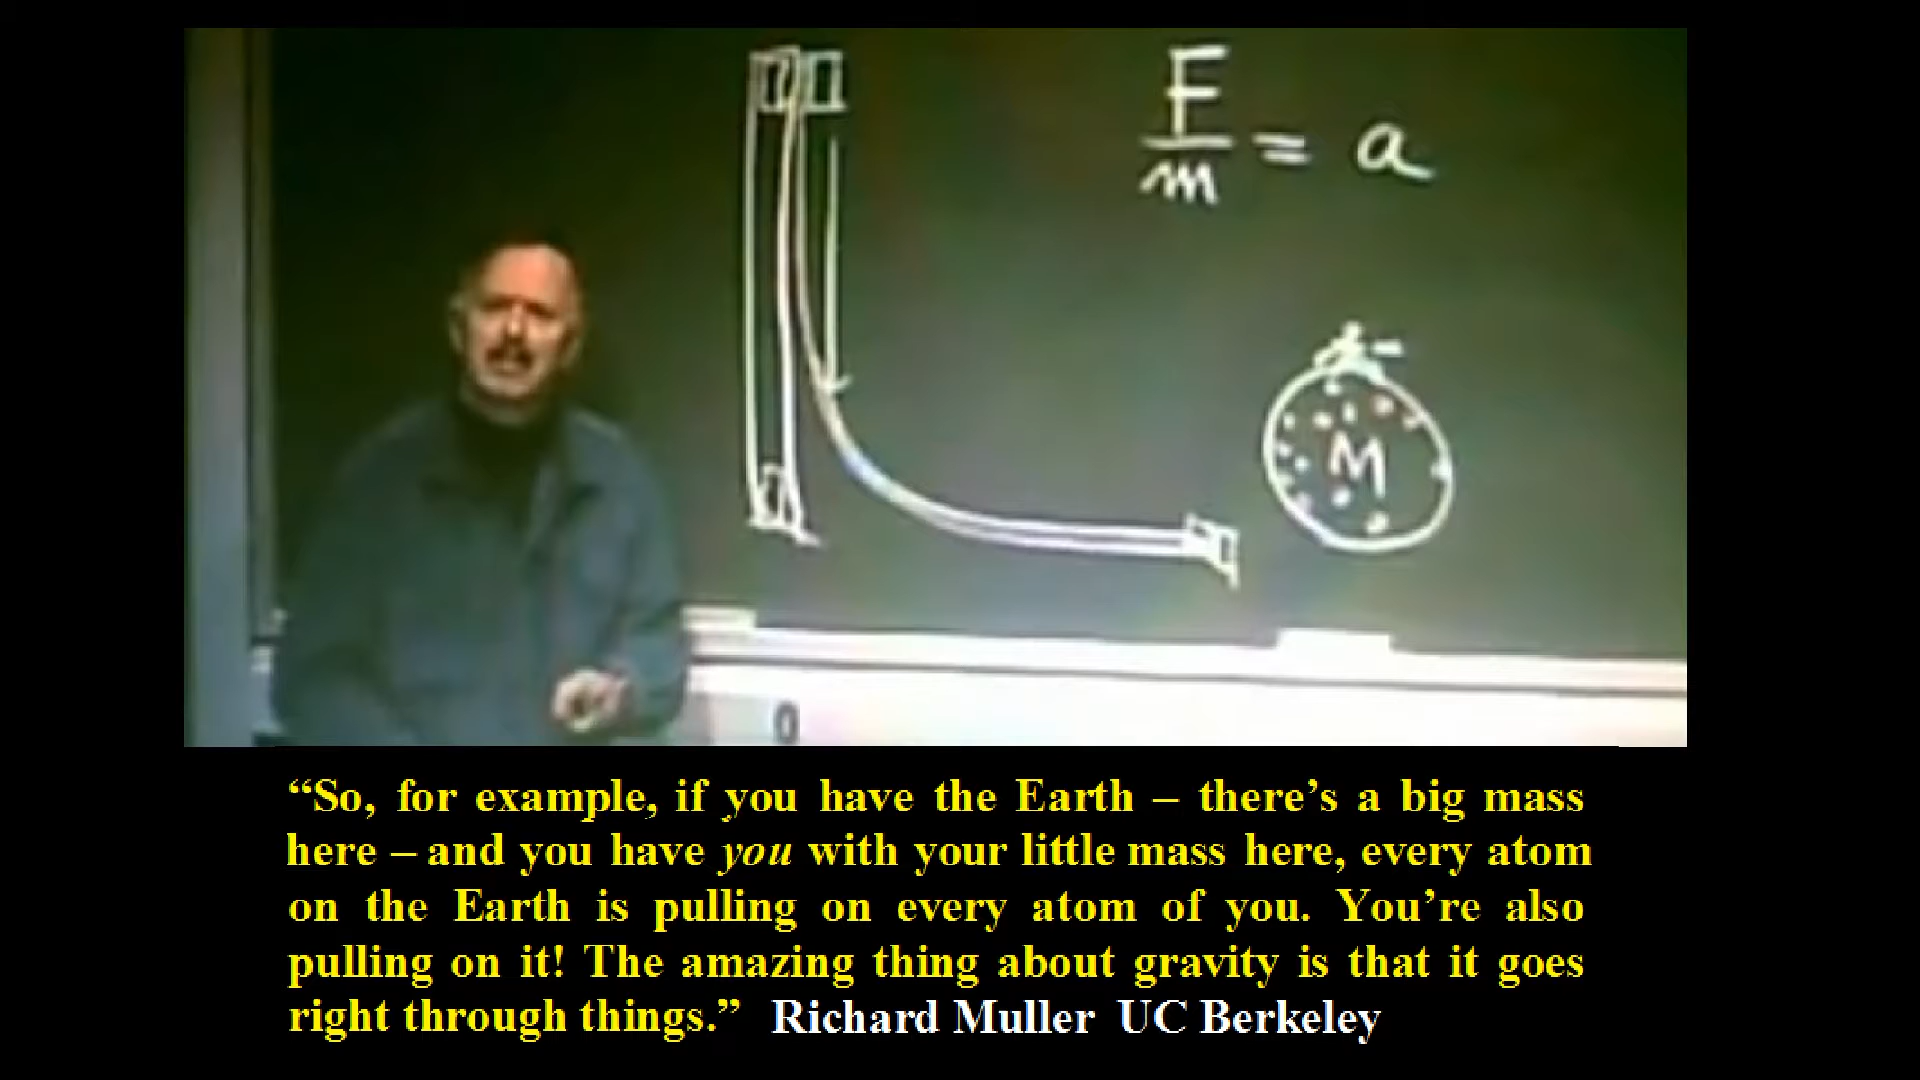 F
m = a
M
“So, for example, if you have the Earth – there’s a big mass
here – and you have you with your little mass here, every atom
on the Earth is pulling on every atom of you. You’re also
pulling on it! The amazing thing about gravity is that it goes
right through things.” Richard Muller UC Berkeley